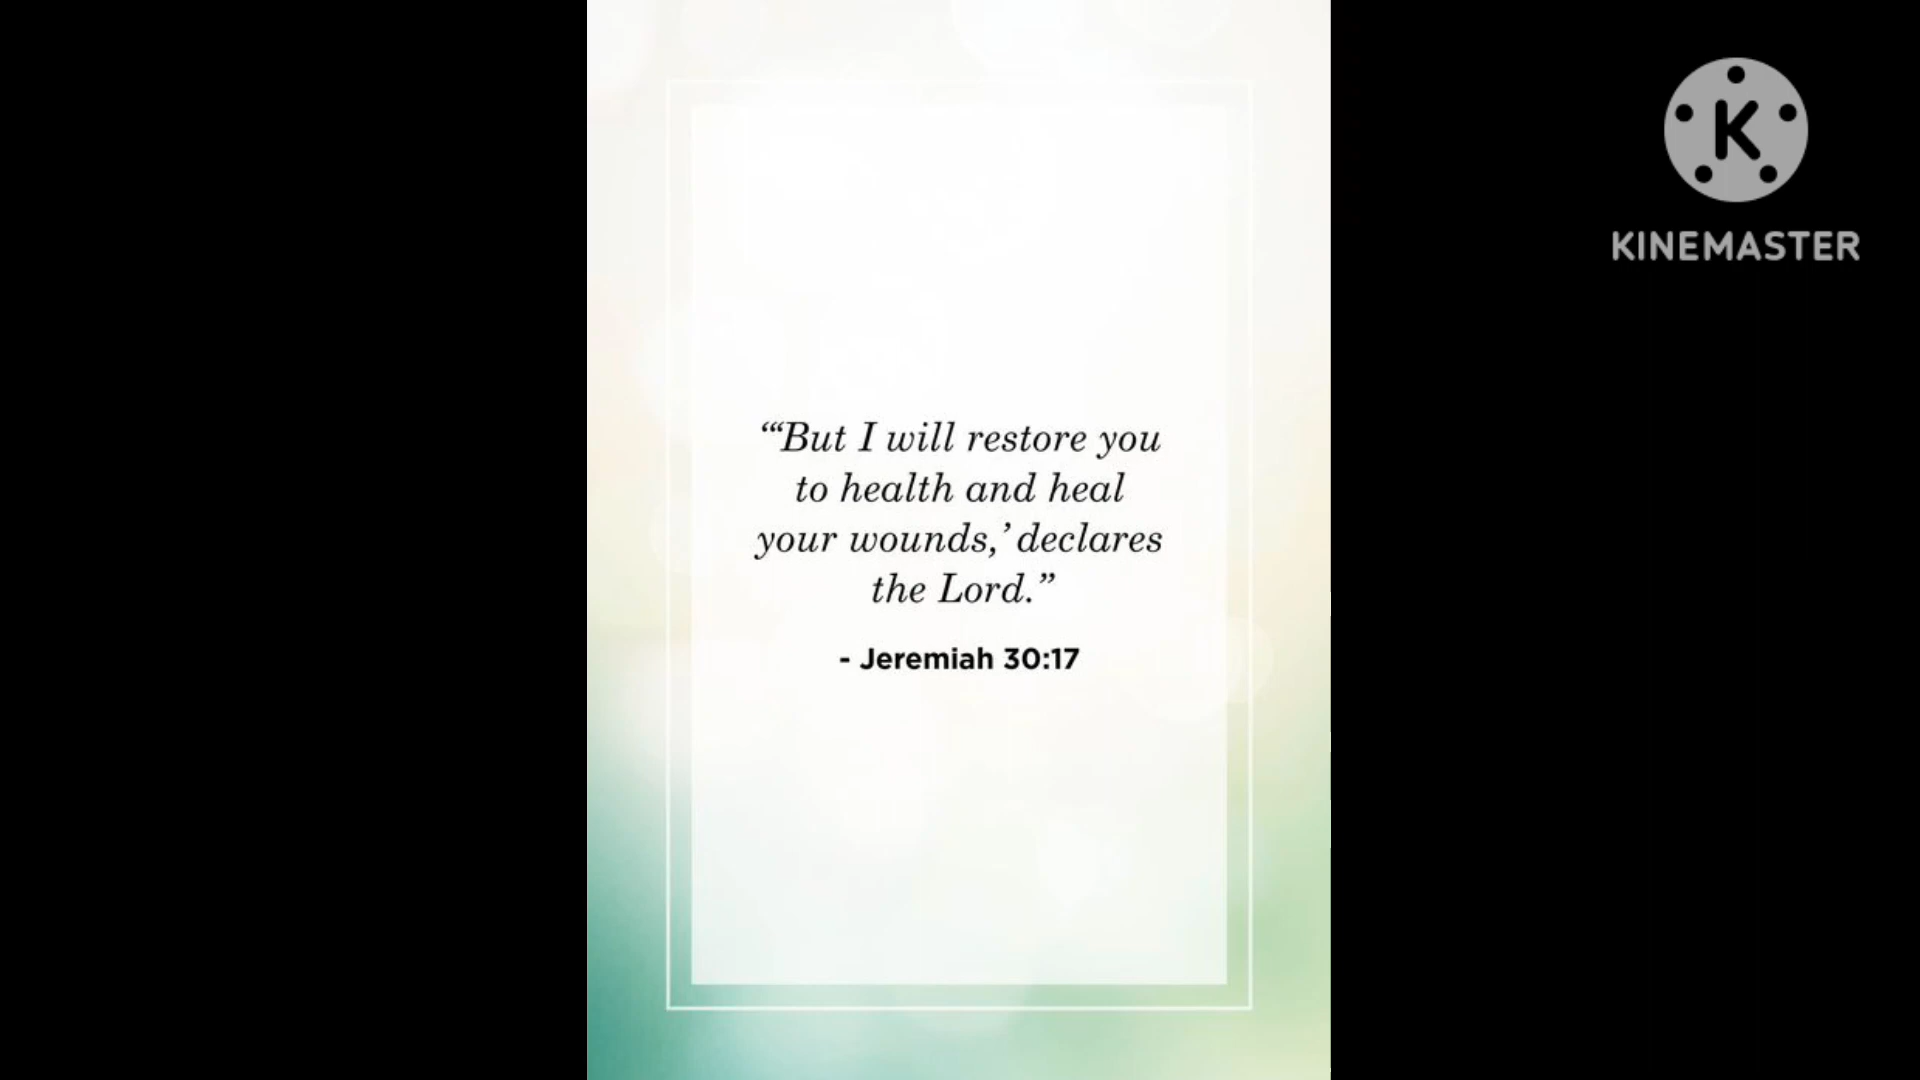 “‘But I will restore you
to health and heal
your wounds,’ declares
the Lord.”
- Jeremiah 30:17
K
KINEMASTER